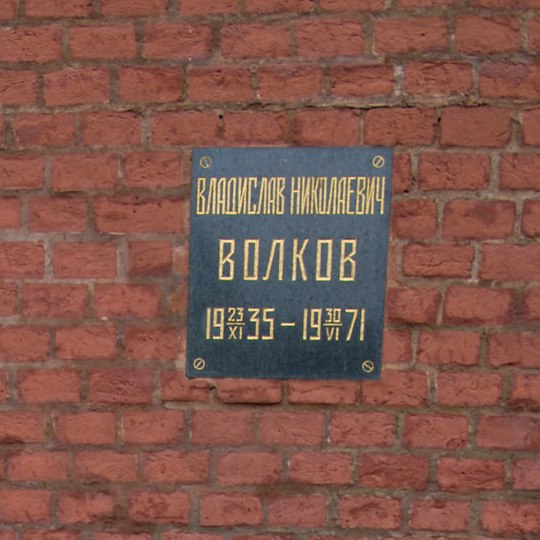 ВЛАДИСЛАВ НИКОЛАЕВИЧ
ВОЛКОВ
19 23/XI 35 – 19 30/VI 71